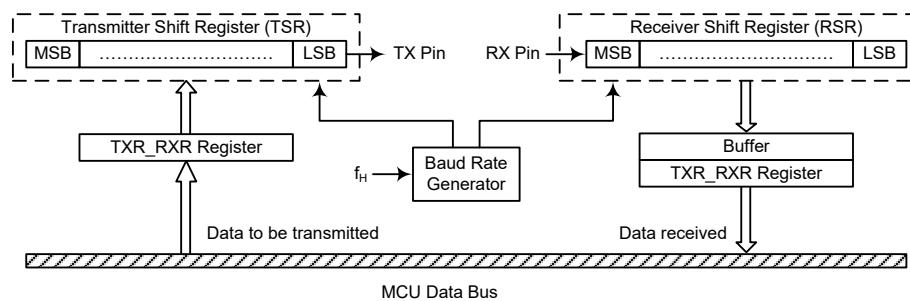 Transmitter Shift Register (TSR)
MSB .............................. LSB
TX Pin
RX Pin
Receiver Shift Register (RSR)
MSB .............................. LSB
TXR_RXR Register
fH
Baud Rate
Generator
Buffer
TXR_RXR Register
Data to be transmitted
Data received
MCU Data Bus